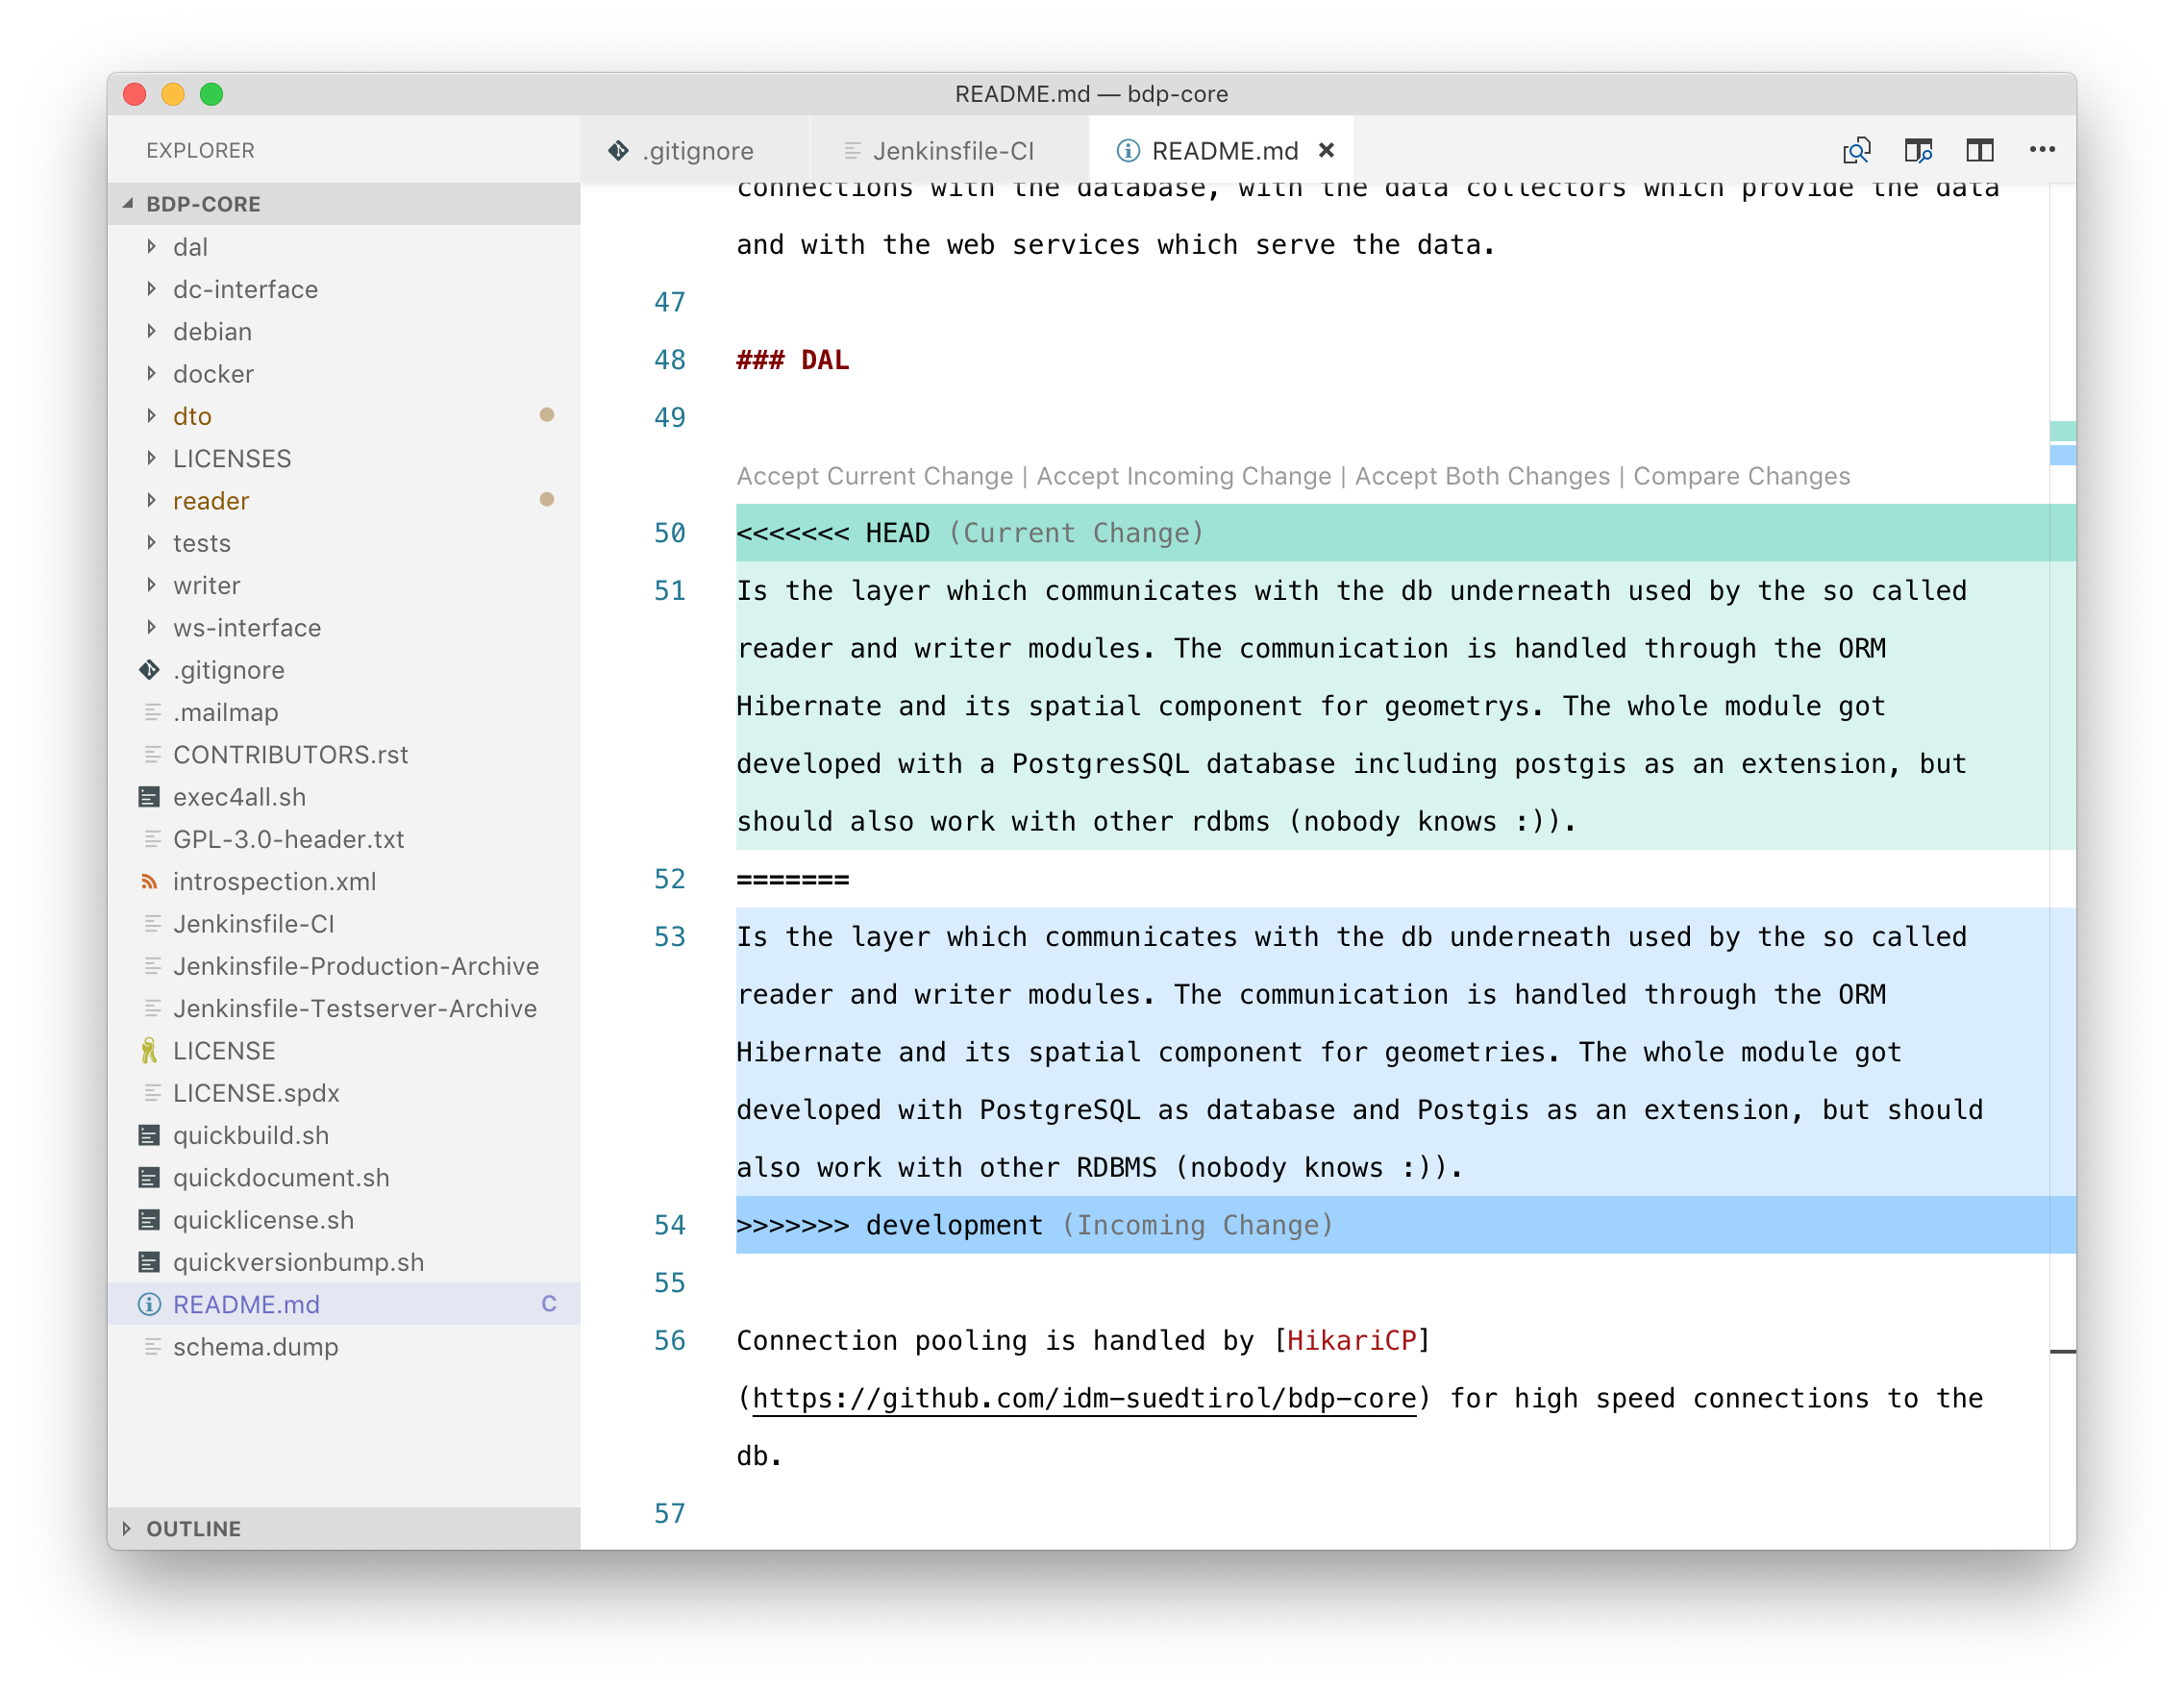 README.md — bdp-core
EXPLORER
BDP-CORE
dal
dc-interface
debian
docker
dto
LICENSES
reader
tests
writer
ws-interface
.gitignore
.mailmap
CONTRIBUTORS.rst
exec4all.sh
GPL-3.0-header.txt
introspection.xml
Jenkinsfile-CI
Jenkinsfile-Production-Archive
Jenkinsfile-Testserver-Archive
LICENSE
LICENSE.spdx
quickbuild.sh
quickdocument.sh
quicklicense.sh
quickversionbump.sh
README.md C
schema.dump
OUTLINE
.gitignore Jenkinsfile-CI README.md
connections with the database, with the data collectors which provide the data
and with the web services which serve the data.
47
48 ### DAL
49
Accept Current Change | Accept Incoming Change | Accept Both Changes | Compare Changes
50 <<<<<<< HEAD (Current Change)
51 Is the layer which communicates with the db underneath used by the so called
reader and writer modules. The communication is handled through the ORM
Hibernate and its spatial component for geometrys. The whole module got
developed with a PostgresSQL database including postgis as an extension, but
should also work with other rdbms (nobody knows :)).
52 =======
53 Is the layer which communicates with the db underneath used by the so called
reader and writer modules. The communication is handled through the ORM
Hibernate and its spatial component for geometries. The whole module got
developed with PostgreSQL as database and Postgis as an extension, but should
also work with other RDBMS (nobody knows :)).
54 >>>>>>> development (Incoming Change)
55
56 Connection pooling is handled by [HikariCP]
(https://github.com/idm-suedtirol/bdp-core) for high speed connections to the
db.
57